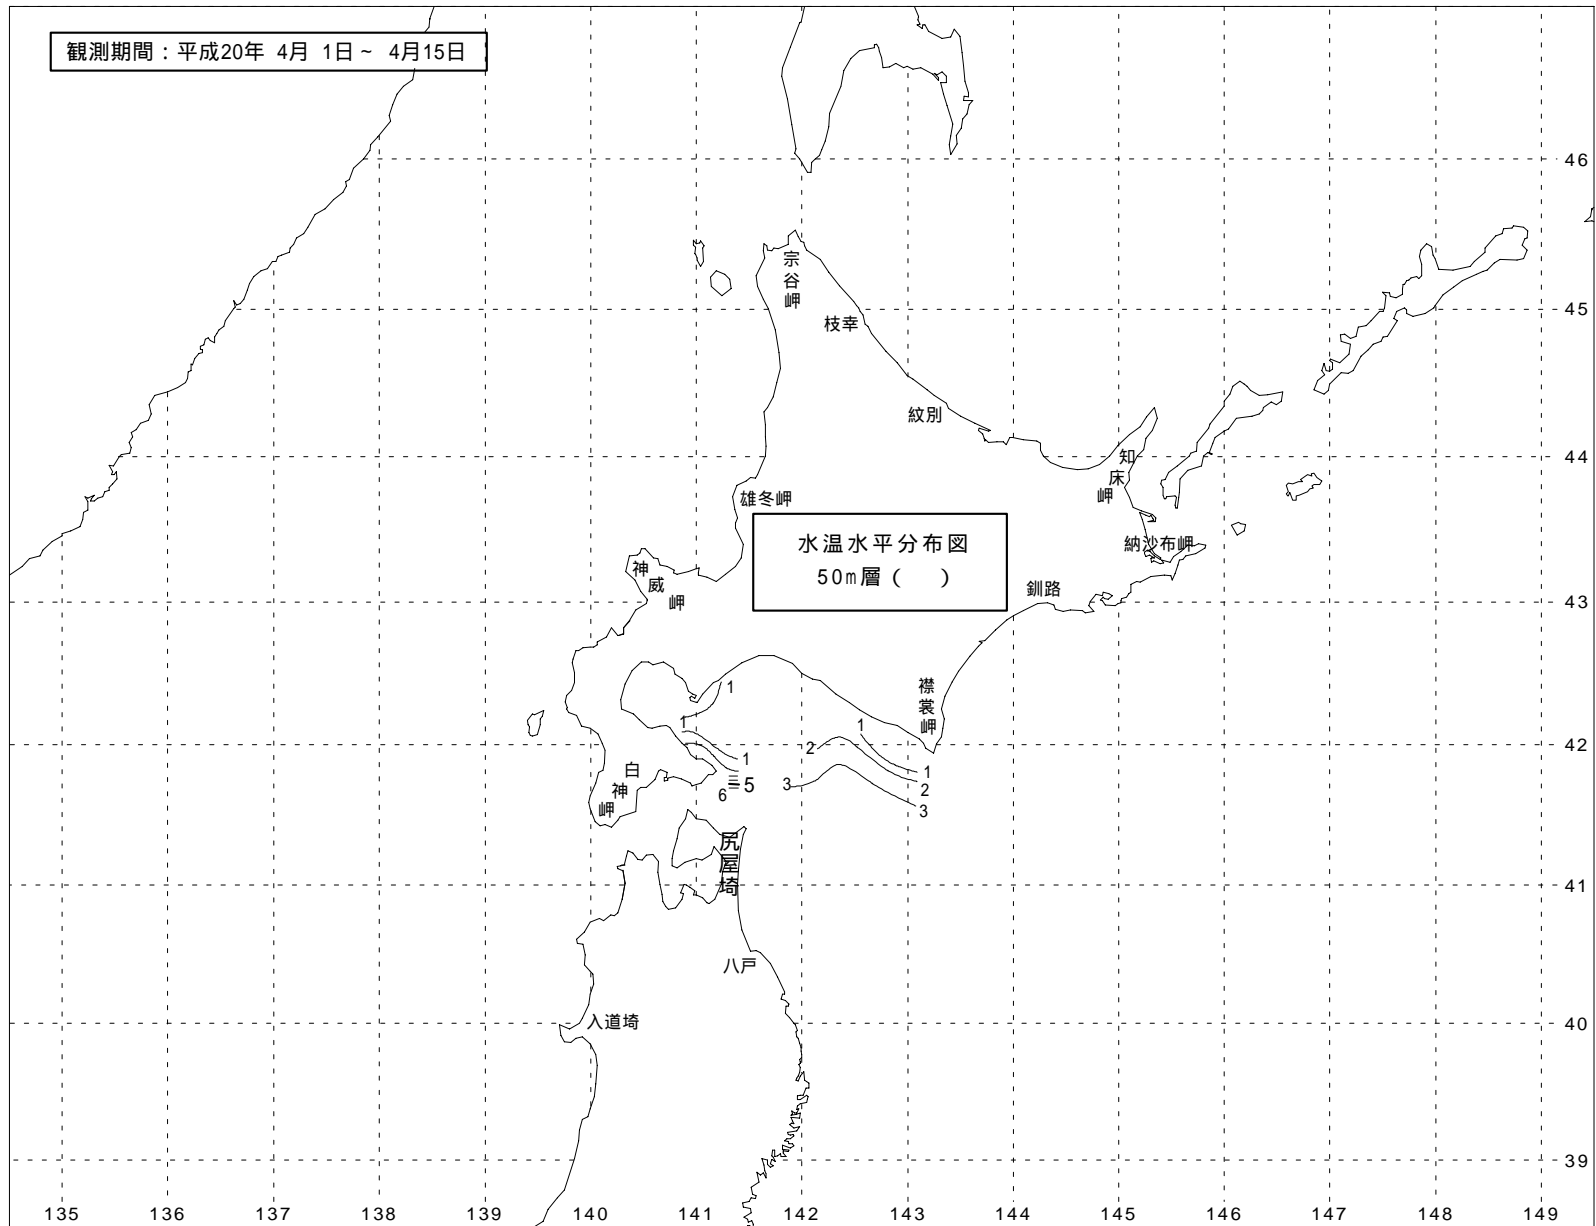 観測期間：平成20年 4月 1日～ 4月15日
46
宗谷岬
45
枝幸
紋別
44
知床岬
雄冬岬
水温水平分布図
50m層（　）
納沙布岬
神威岬
釧路
43
襟裳岬
1
1
1
2
42
1
1
白神岬
5
6
3
2
3
尻屋埼
41
八戸
入道埼
40
39
135 136 137 138 139 140 141 142 143 144 145 146 147 148 149